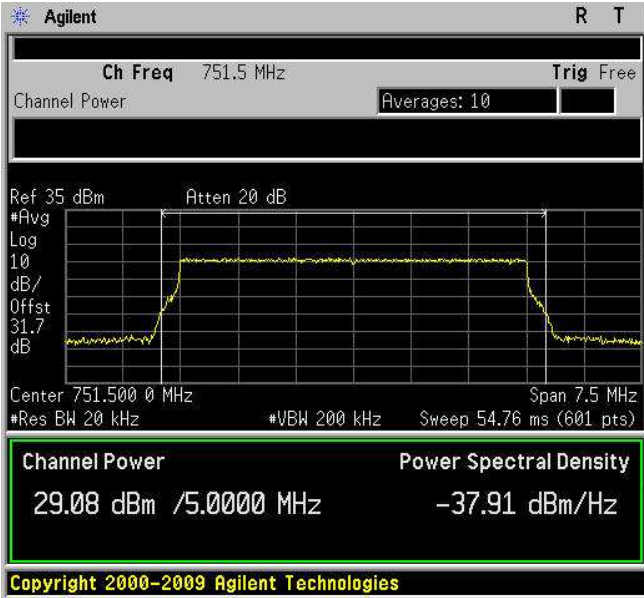 Agilent R T
Ch Freq 751.5 MHz Trig Free
Channel Power Averages: 10
Ref 35 dBm Atten 20 dB
#Avg
Log
10
dB/
Offst
31.7
dB
Center 751.500 0 MHz Span 7.5 MHz
#Res BW 20 kHz #VBW 200 kHz Sweep 54.76 ms (601 pts)
Channel Power Power Spectral Density
29.08 dBm /5.0000 MHz -37.91 dBm/Hz
Copyright 2000-2009 Agilent Technologies